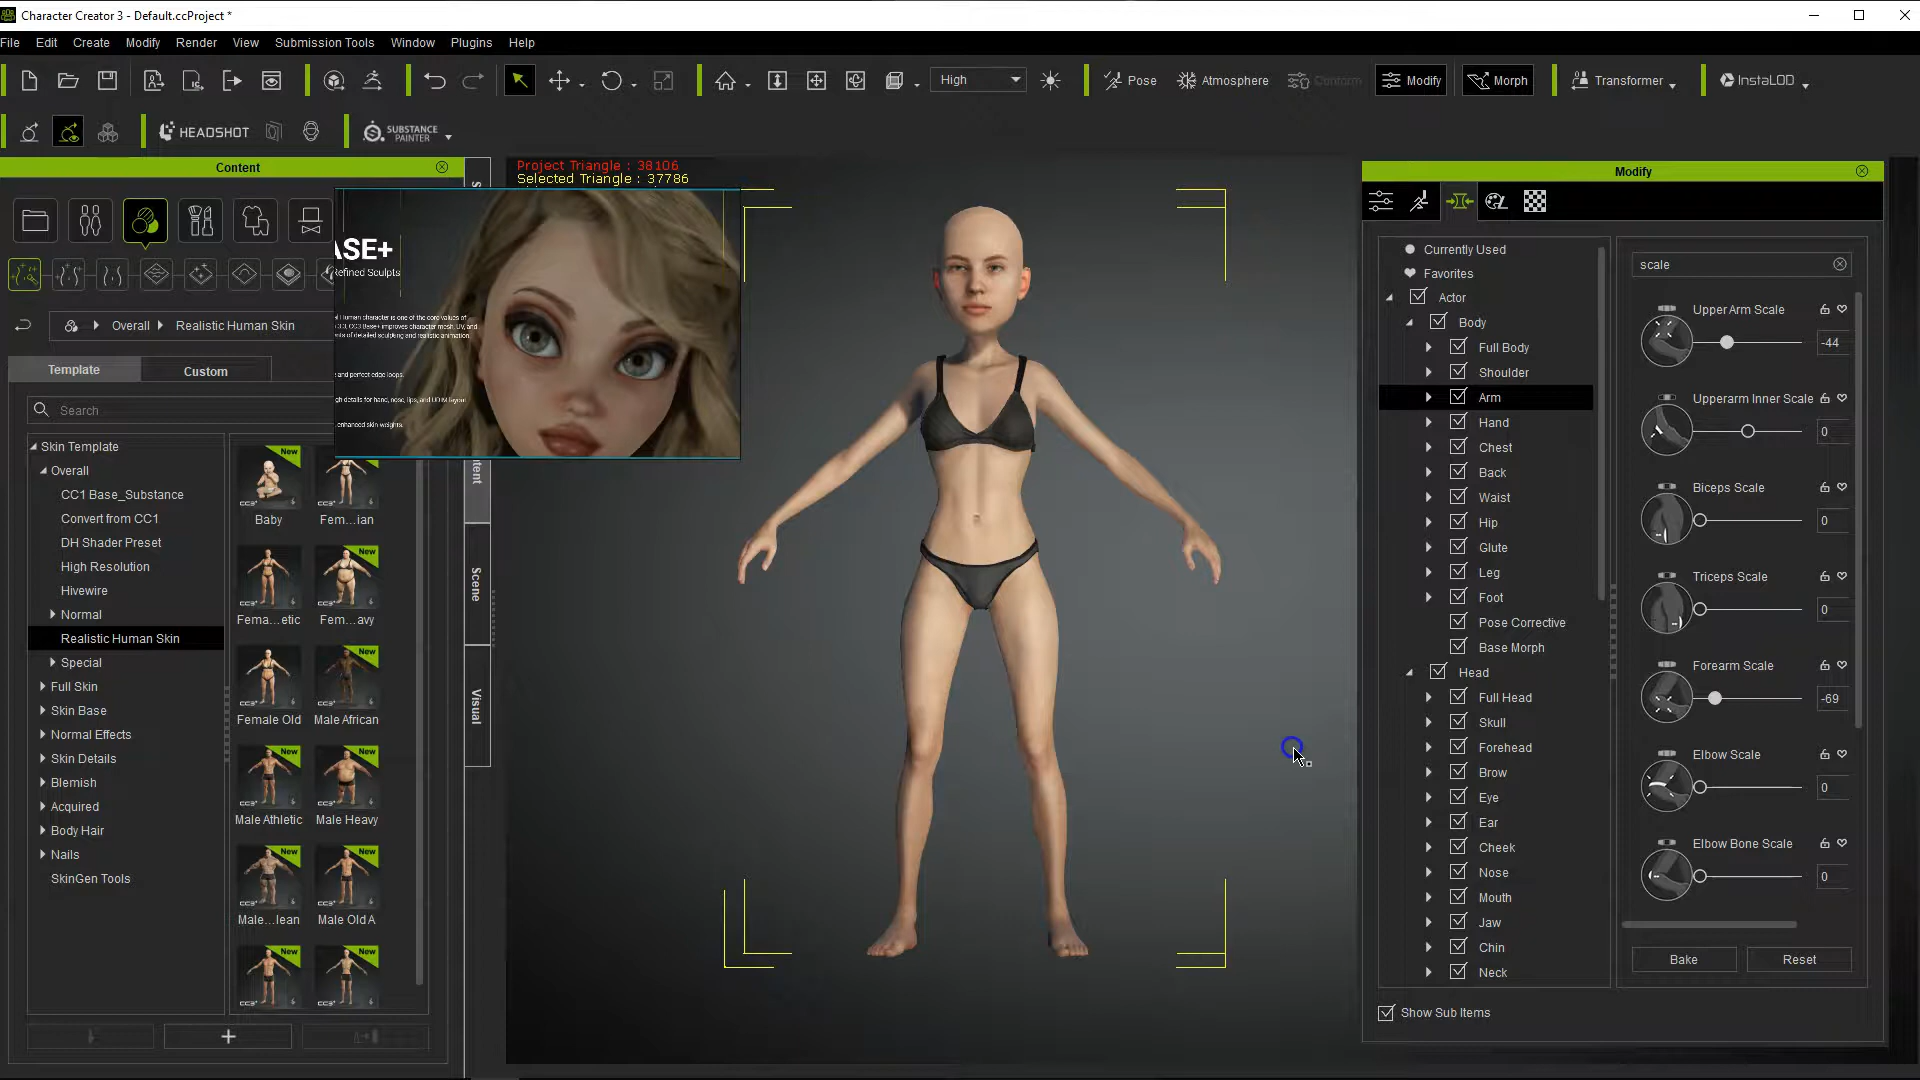 Character Creator 3 - Default.ccProject *
File Edit Create Modify Render View Submission Tools Window Plugins Help
High Pose Atmosphere Conform Modify Morph Transformer InstaLOD
HEADSHOT SUBSTANCE PAINTER
Content
Project Triangle : 38106
Selected Triangle : 37786
ASE+
Refined Sculpts
Overall Realistic Human Skin
Template Custom
Search
Skin Template
Overall
CC1 Base_Substance
Convert from CC1
DH Shader Preset
High Resolution
Hivewire
Normal
Realistic Human Skin
Special
Full Skin
Skin Base
Normal Effects
Skin Details
Blemish
Acquired
Body Hair
Nails
SkinGen Tools
Baby Fem...ian
Fema...etic Fem...avy
Female Old Male African
Male Athletic Male Heavy
Male...lean Male Old A
Scene
Visual
Modify
Currently Used
Favorites
Actor
Body
Full Body
Shoulder
Arm
Hand
Chest
Back
Waist
Hip
Glute
Leg
Foot
Pose Corrective
Base Morph
Head
Full Head
Skull
Forehead
Brow
Eye
Ear
Cheek
Nose
Mouth
Jaw
Chin
Neck
Show Sub Items
scale
Upper Arm Scale
-44
Upperarm Inner Scale
0
Biceps Scale
0
Triceps Scale
0
Forearm Scale
-69
Elbow Scale
0
Elbow Bone Scale
0
Bake Reset